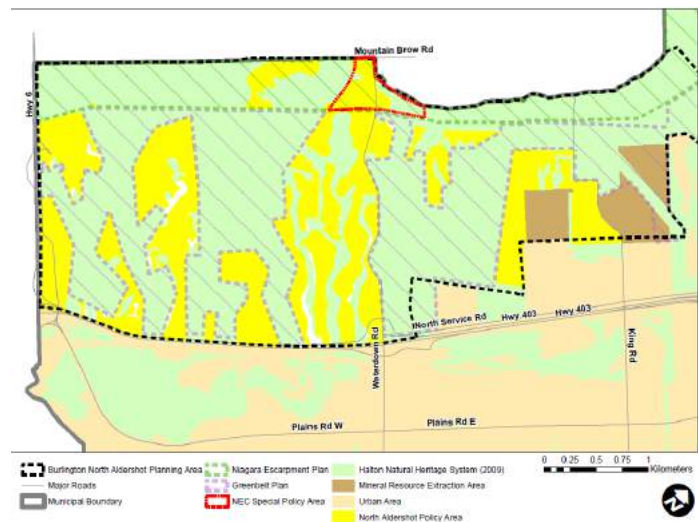 Mountain Brow Rd
Hwy 6
North Service Rd
Hwy 403
Hwy 403
Waterdown Rd
King Rd
Plains Rd W
Plains Rd E
Burlington North Aldershot Planning Area
Major Roads
Municipal Boundary
Niagara Escarpment Plan
Greenbelt Plan
NEC Special Policy Area
Halton Natural Heritage System (2009)
Mineral Resource Extraction Area
Urban Area
North Aldershot Policy Area
0 0.25 0.5 0.75 1
Kilometers
N